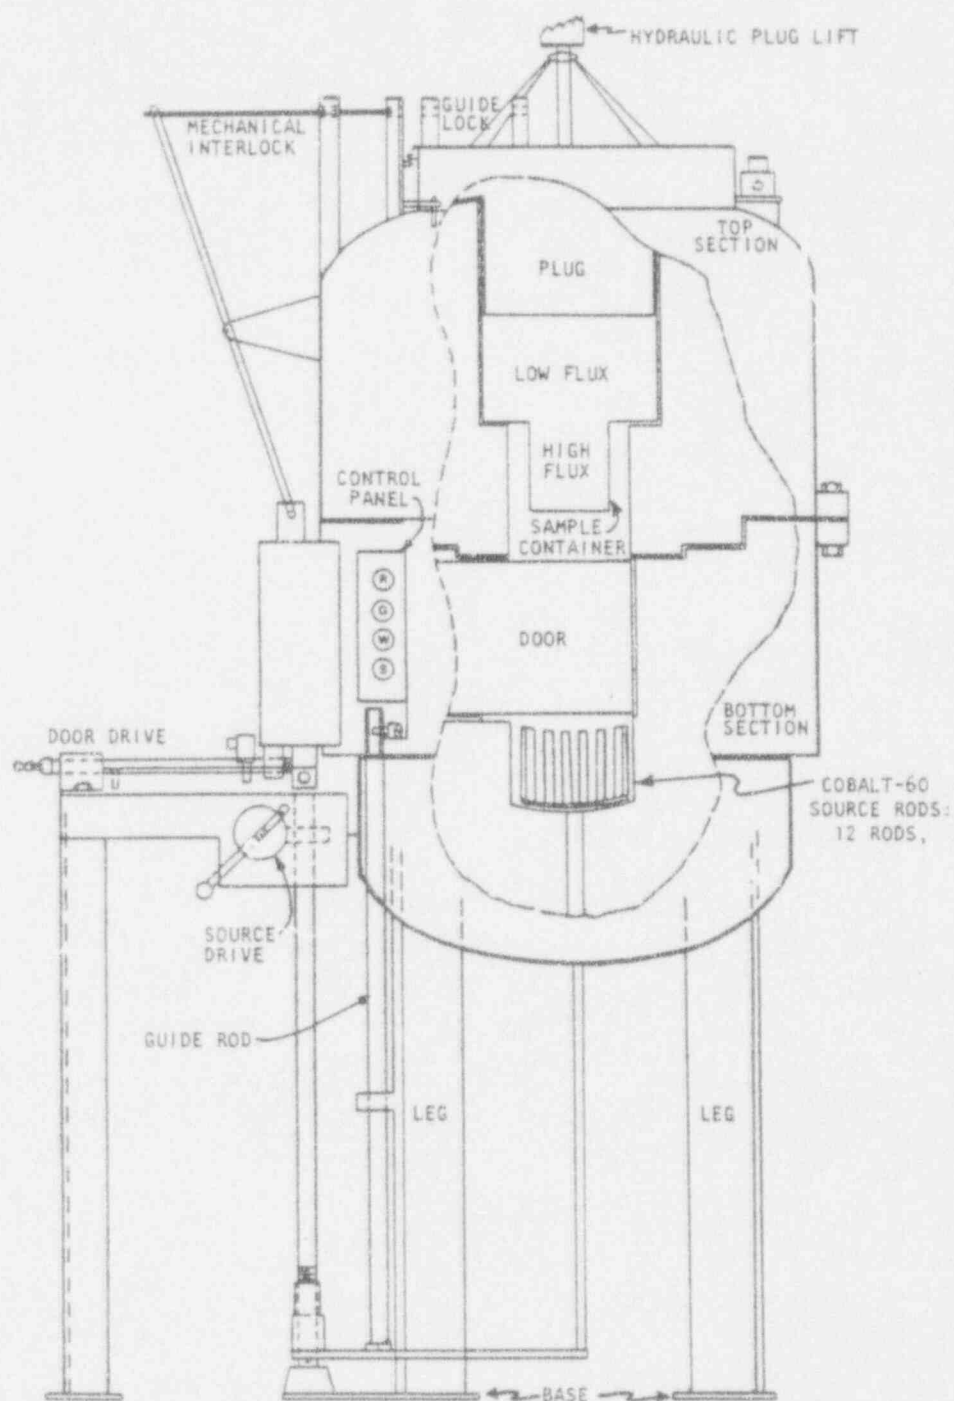 HYDRAULIC PLUG LIFT
GUIDE
LOCK
MECHANICAL
INTERLOCK
TOP
SECTION
PLUG
LOW FLUX
HIGH
FLUX
CONTROL
PANEL
SAMPLE
CONTAINER
R
G
W
S
DOOR
BOTTOM
SECTION
DOOR DRIVE
COBALT-60
SOURCE RODS:
12 RODS,
SOURCE
DRIVE
GUIDE ROD
LEG
LEG
BASE